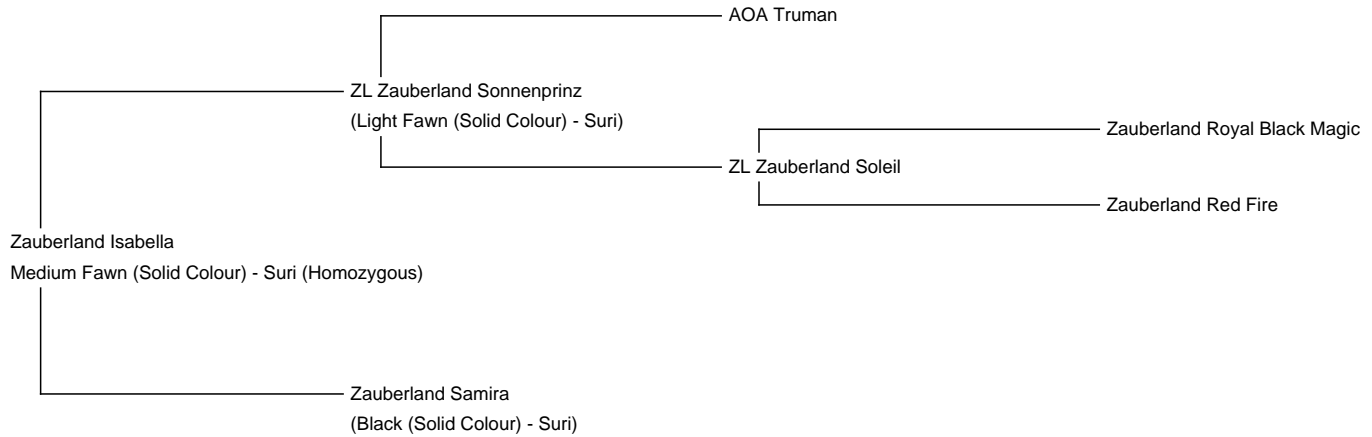 AOA Truman
ZL Zauberland Sonnenprinz
(Light Fawn (Solid Colour) - Suri)
Zauberland Royal Black Magic
ZL Zauberland Soleil
Zauberland Red Fire
Zauberland Isabella
Medium Fawn (Solid Colour) - Suri (Homozygous)
Zauberland Samira
(Black (Solid Colour) - Suri)